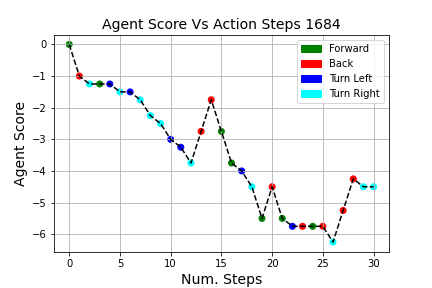 Agent Score Vs Action Steps 1684
Agent Score
0
−1
−2
−3
−4
−5
−6
Forward
Back
Turn Left
Turn Right
0 5 10 15 20 25 30
Num. Steps